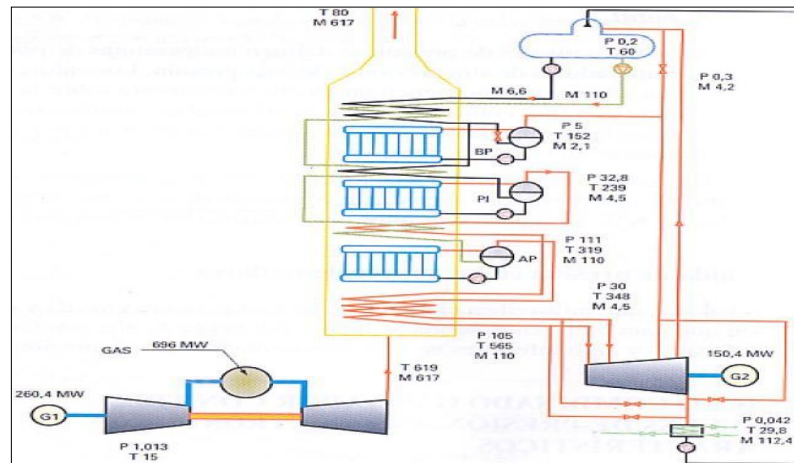 T 80
M 617
P 0,2
T 60
M 6,6
M 110
P 0,3
M 4,2
P 5
T 152
M 2,1
BP
P 32,8
T 239
M 4,5
PI
P 111
T 319
M 110
AP
P 30
T 348
M 4,5
P 105
T 565
M 110
696 MW
GAS
T 619
M 617
260,4 MW
G1
150,4 MW
G2
P 1,013
T 15
P 0,042
T 29,8
M 112,4